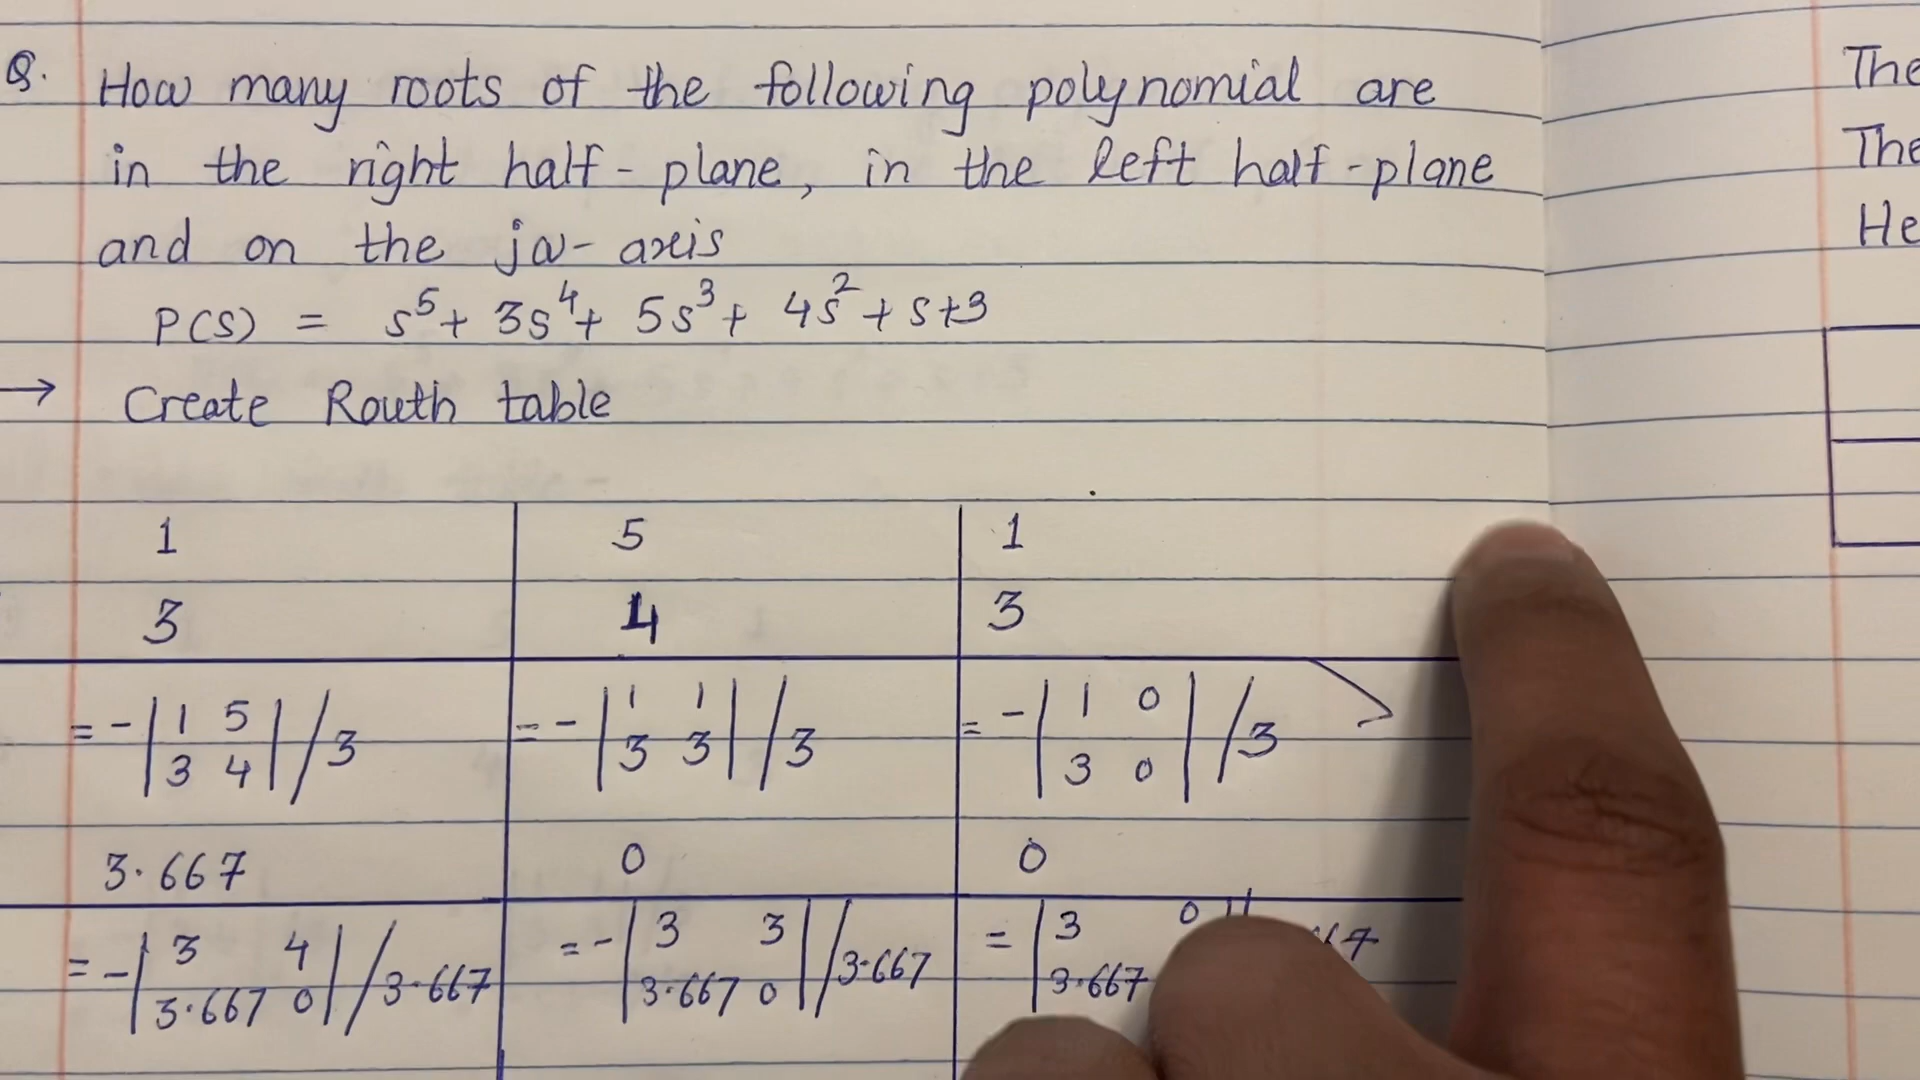 Q. How many roots of the following polynomial are
in the right half-plane, in the left half-plane
and on the jω-axis
P(S) = s⁵+ 3s⁴+ 5s³+ 4s²+s+3
→ Create Routh table
1 5 1
3 4 3
= -|1 5| /3 = -|1 1| /3 = -|1 0| /3
|3 4| |3 3| |3 0|
3.667 0 0
= -|3 4| /3.667 = -|3 3| /3.667 = |3 0|
|3.667 0| |3.667 0| |3.667
The
The
He